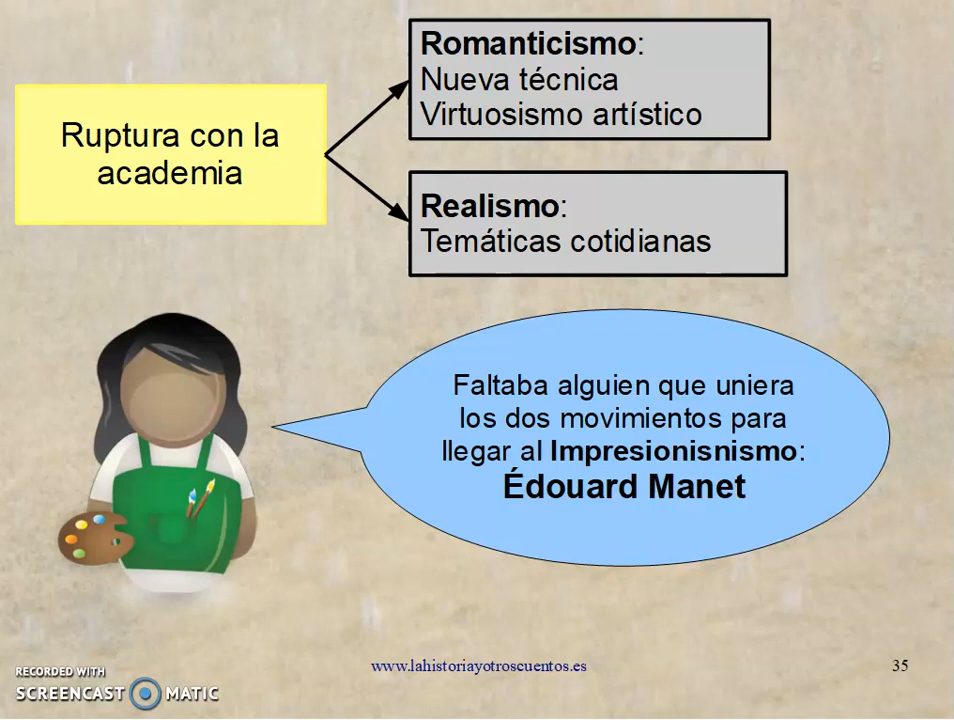 Romanticismo:
Nueva técnica
Virtuosismo artístico
Ruptura con la
academia
Realismo:
Temáticas cotidianas
Faltaba alguien que uniera
los dos movimientos para
llegar al Impresionisnismo:
Édouard Manet
www.lahistoriayotroscuentos.es
35
RECORDED WITH
SCREENCAST MATIC